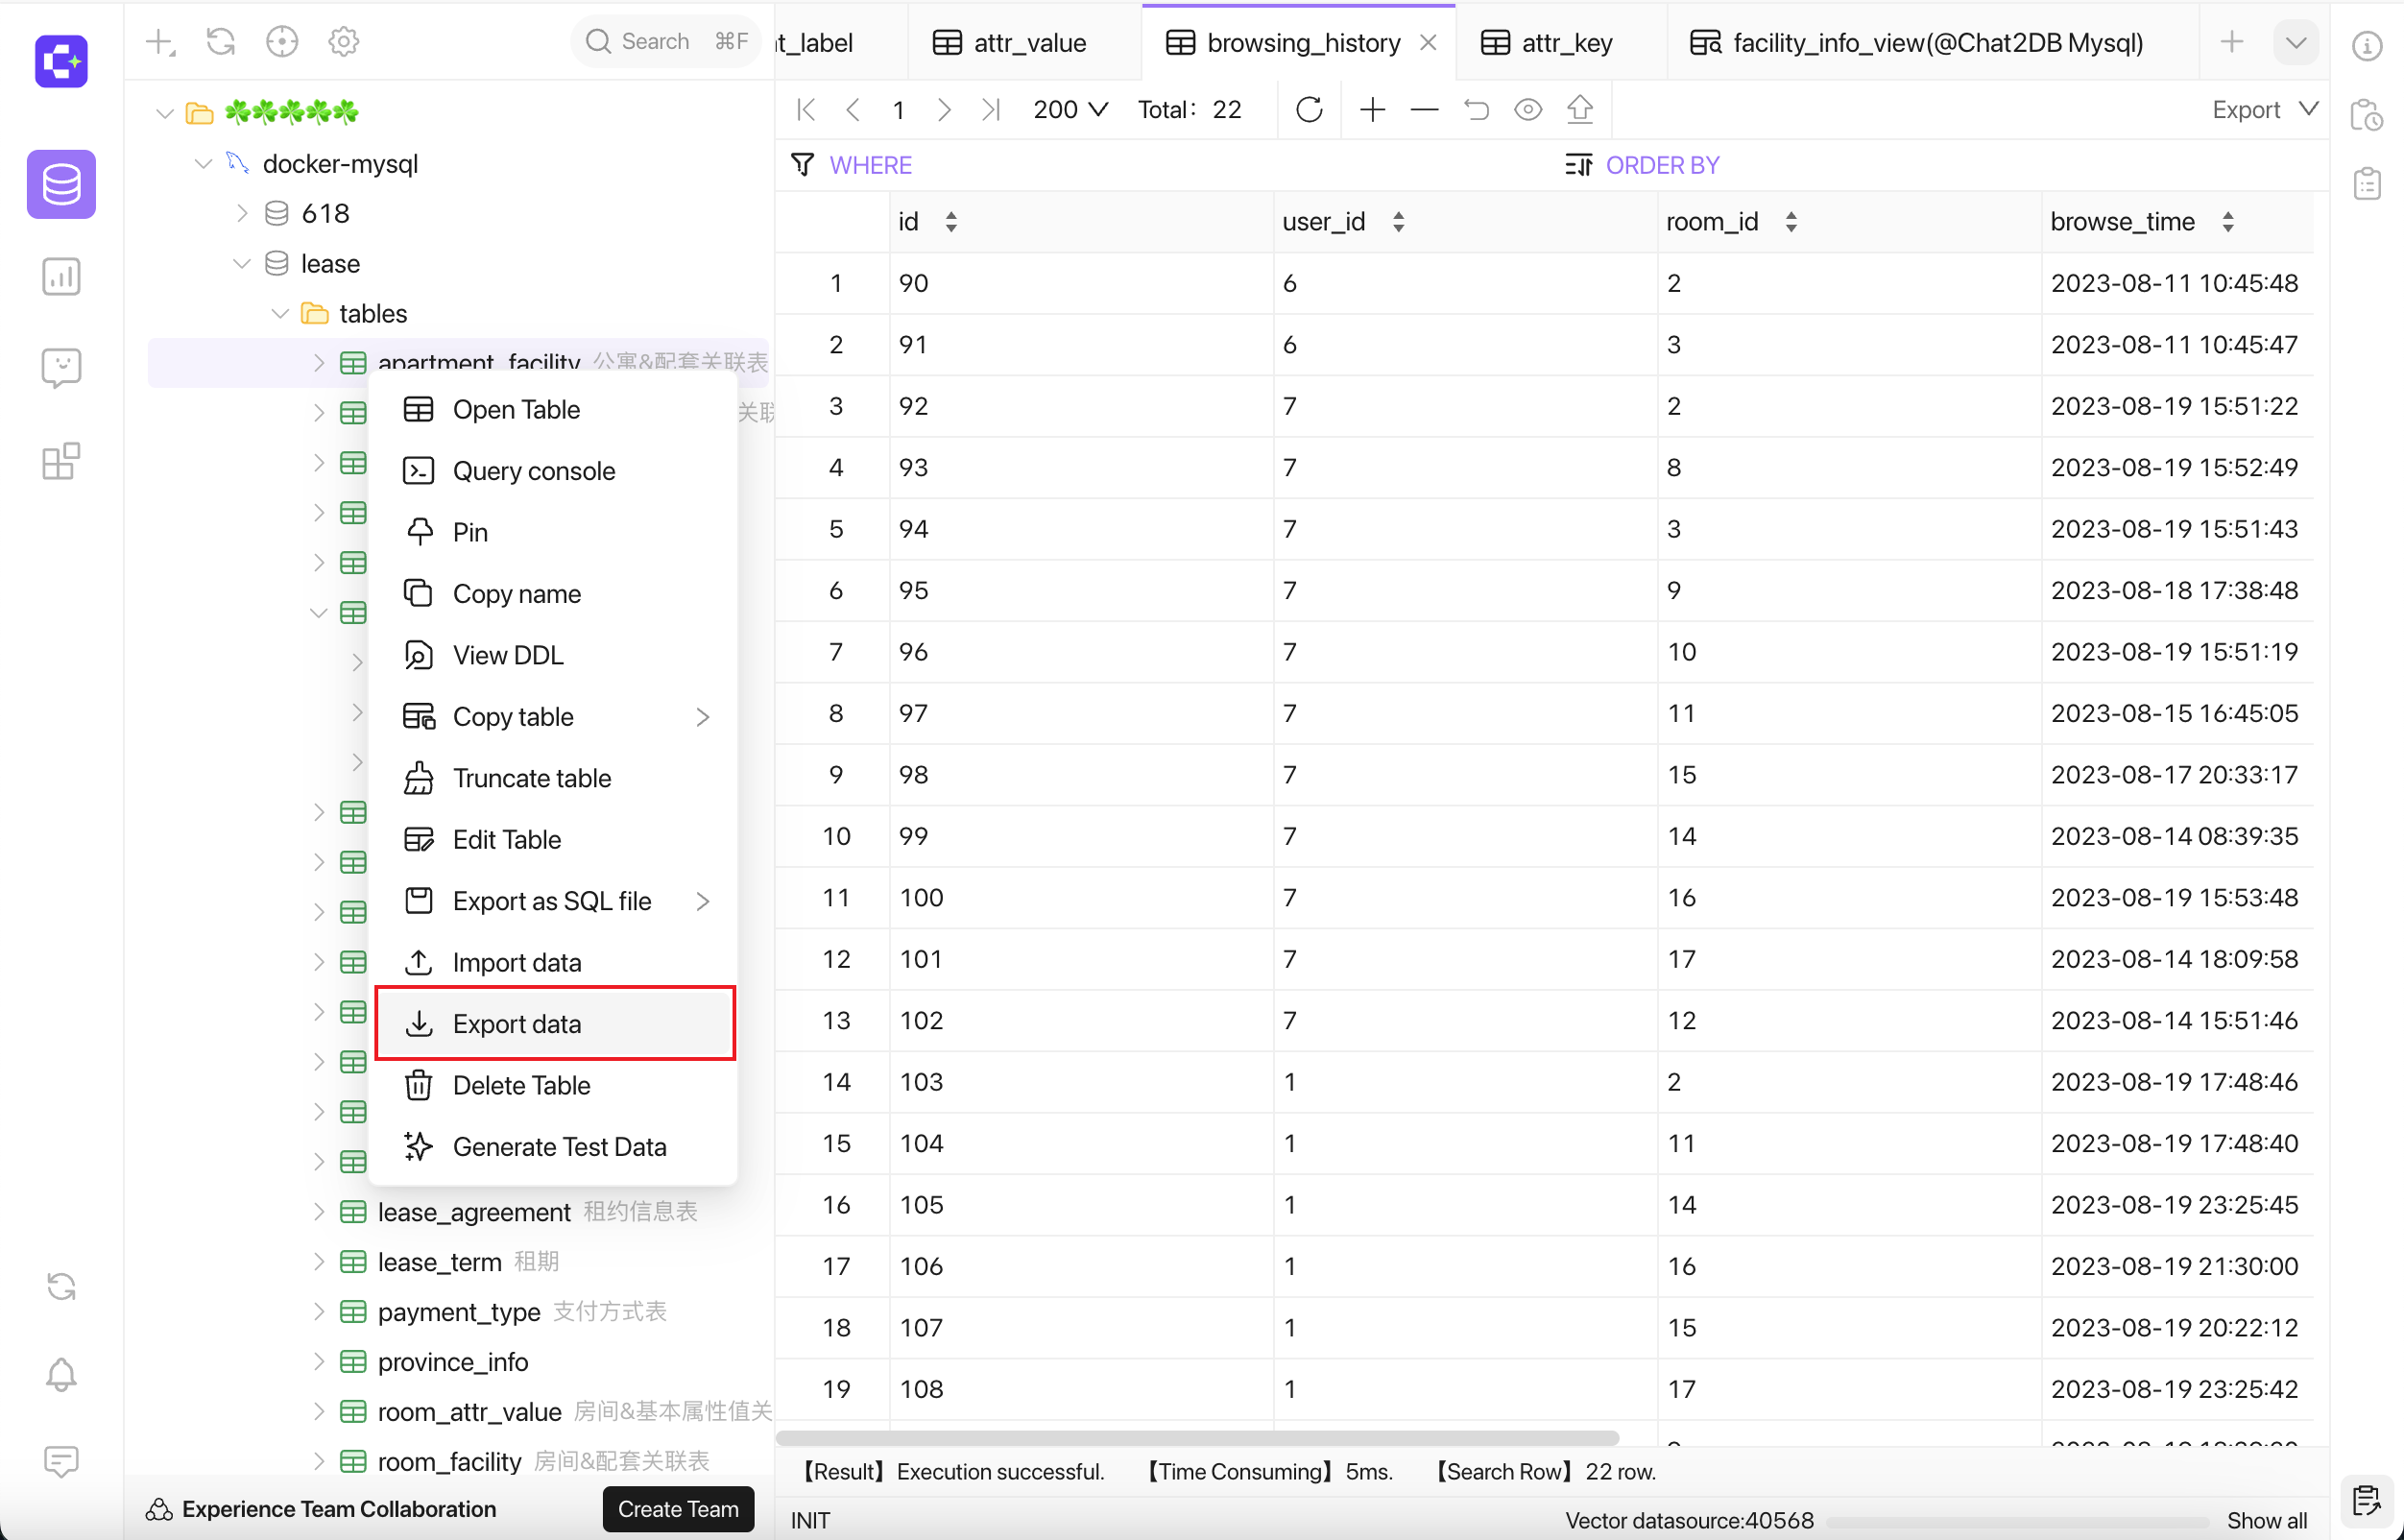 Search ⌘F
t_label
attr_value
browsing_history
attr_key
facility_info_view(@Chat2DB Mysql)
1
200
Total: 22
Export
WHERE
ORDER BY
docker-mysql
618
lease
tables
apartment_facility 公寓&配套关联表
关联
Open Table
Query console
Pin
Copy name
View DDL
Copy table
Truncate table
Edit Table
Export as SQL file
Import data
Export data
Delete Table
Generate Test Data
lease_agreement 租约信息表
lease_term 租期
payment_type 支付方式表
province_info
room_attr_value 房间&基本属性值关
room_facility 房间&配套关联表
Experience Team Collaboration
Create Team
id user_id room_id browse_time
1 90 6 2 2023-08-11 10:45:48
2 91 6 3 2023-08-11 10:45:47
3 92 7 2 2023-08-19 15:51:22
4 93 7 8 2023-08-19 15:52:49
5 94 7 3 2023-08-19 15:51:43
6 95 7 9 2023-08-18 17:38:48
7 96 7 10 2023-08-19 15:51:19
8 97 7 11 2023-08-15 16:45:05
9 98 7 15 2023-08-17 20:33:17
10 99 7 14 2023-08-14 08:39:35
11 100 7 16 2023-08-19 15:53:48
12 101 7 17 2023-08-14 18:09:58
13 102 7 12 2023-08-14 15:51:46
14 103 1 2 2023-08-19 17:48:46
15 104 1 11 2023-08-19 17:48:40
16 105 1 14 2023-08-19 23:25:45
17 106 1 16 2023-08-19 21:30:00
18 107 1 15 2023-08-19 20:22:12
19 108 1 17 2023-08-19 23:25:42
【Result】Execution successful. 【Time Consuming】5ms. 【Search Row】22 row.
INIT
Vector datasource:40568
Show all